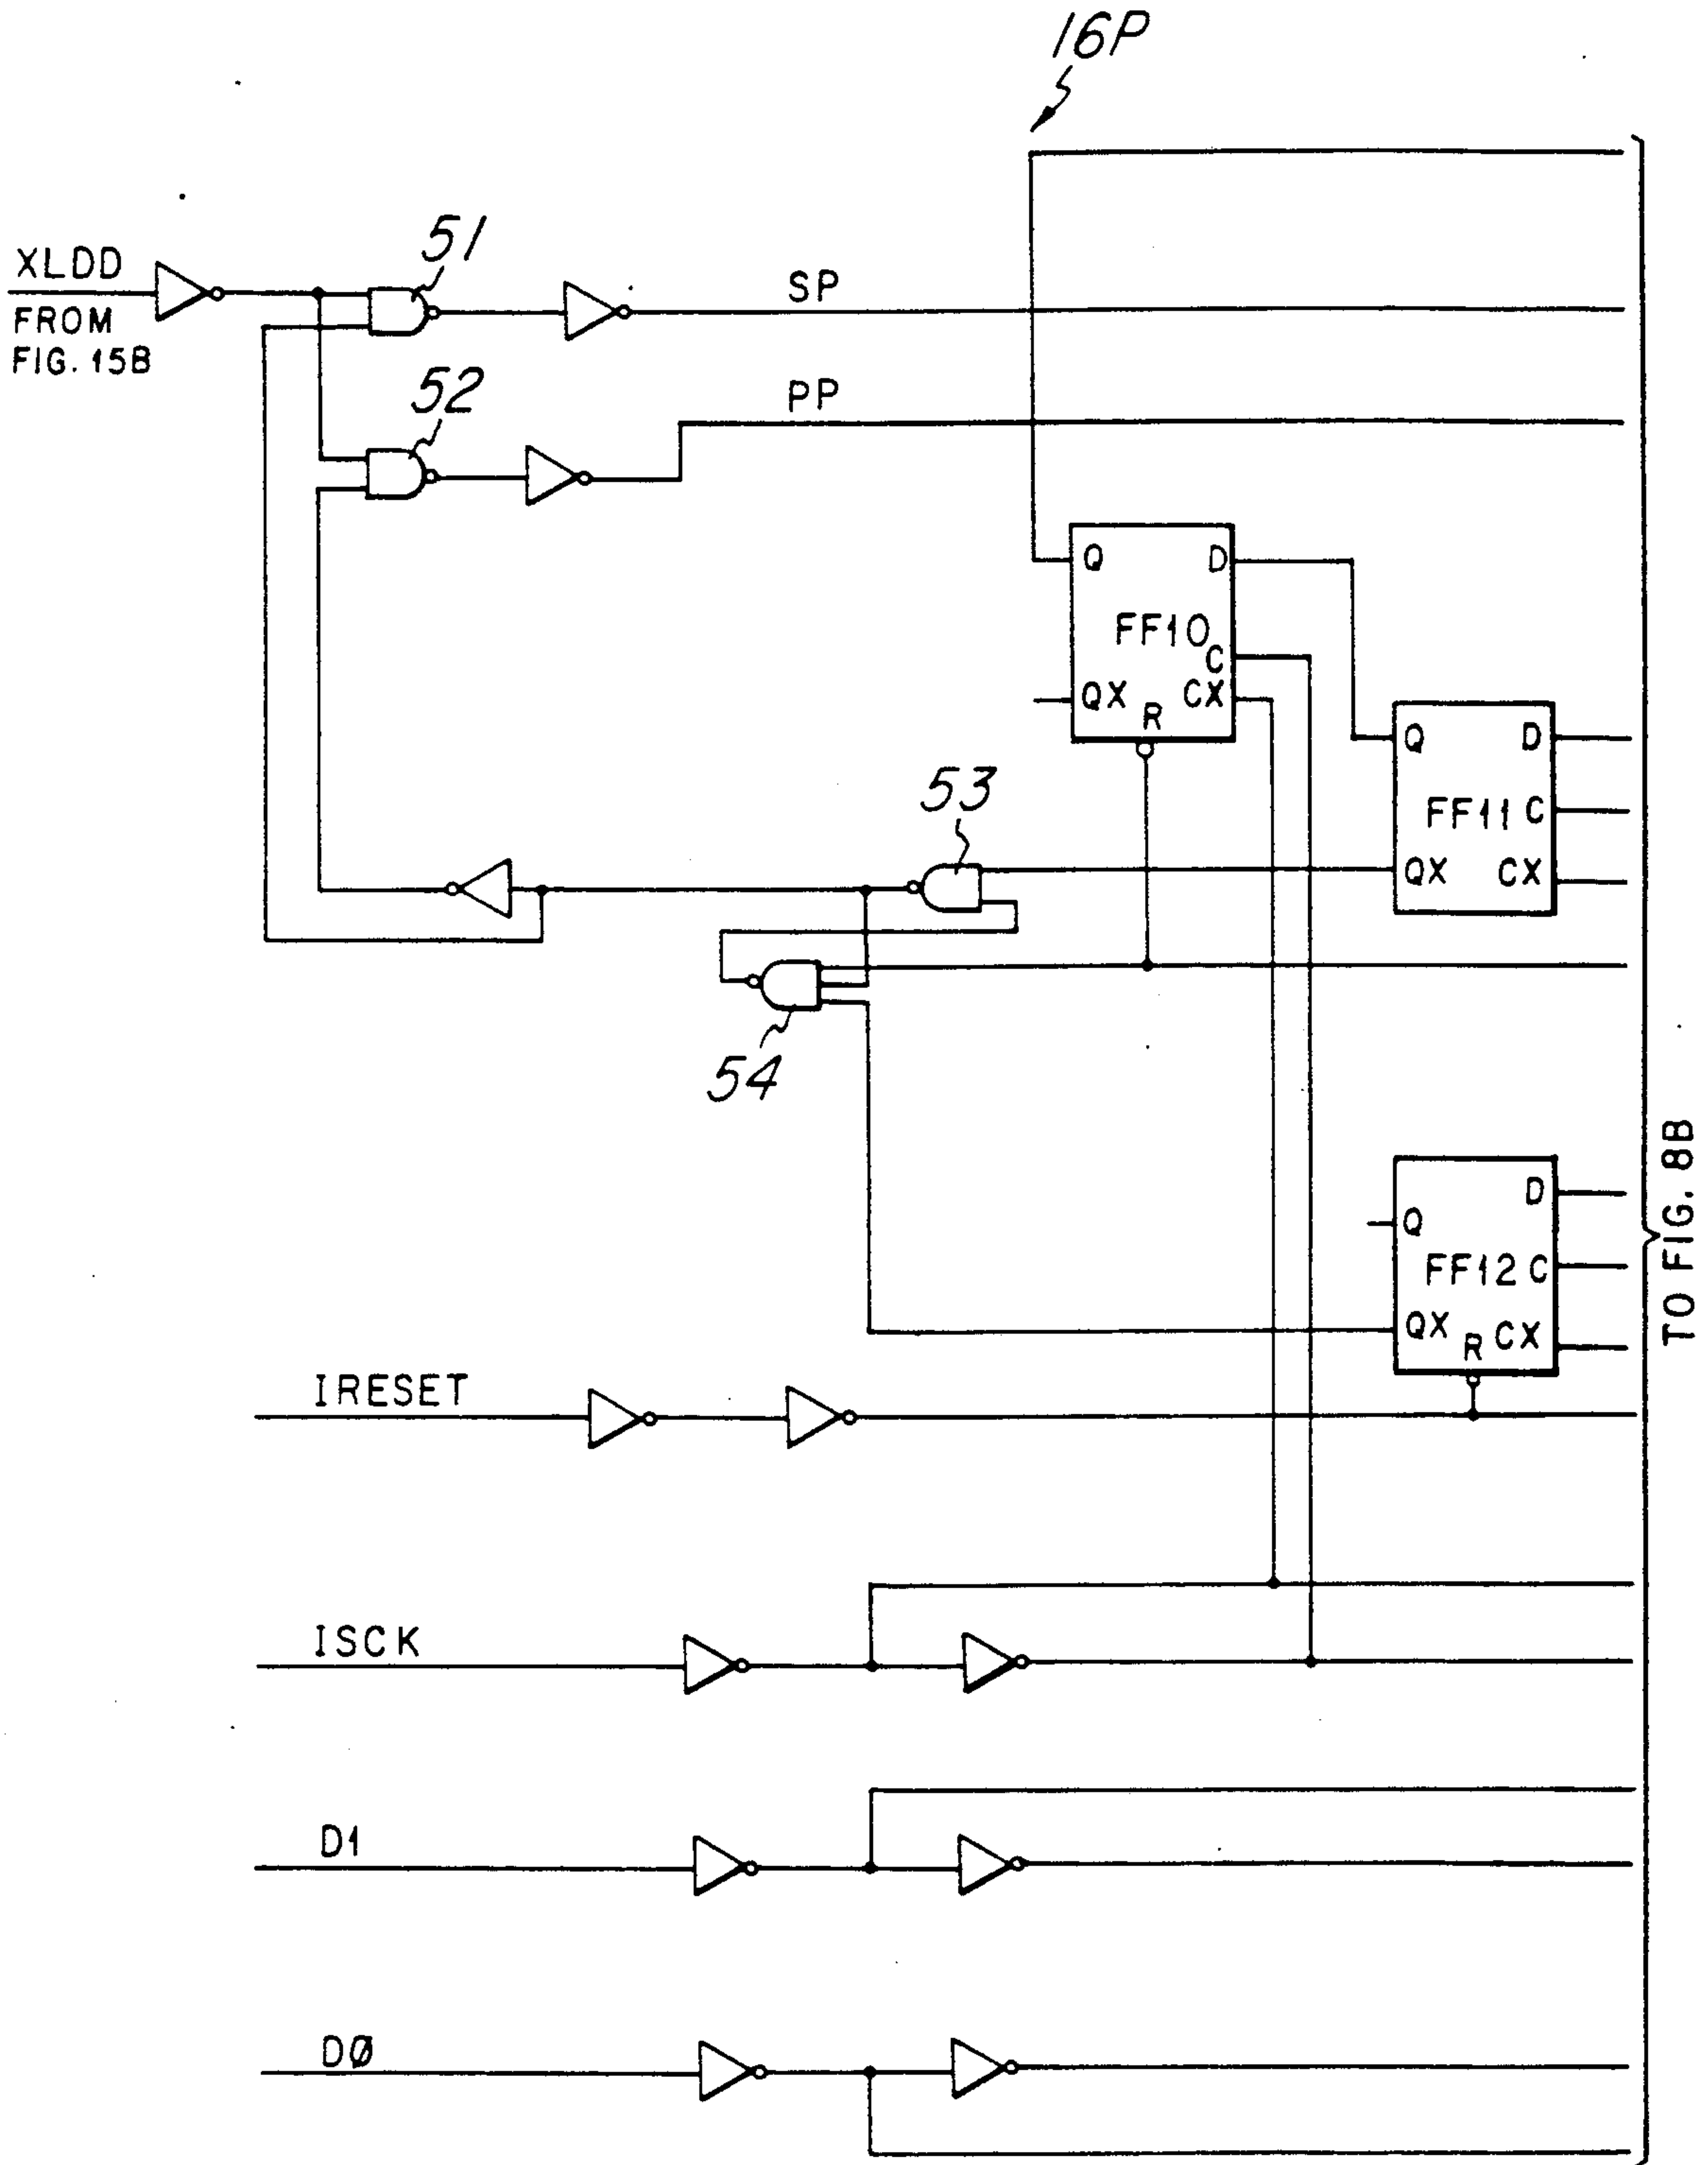 16P
XLDD
FROM
FIG. 15B
51
SP
52
PP
Q D
FF10
C
QX CX
R
53
Q D
FF11 C
QX CX
54
D
Q
FF12 C
QX CX
R
IRESET
ISCK
D1
DØ
TO FIG. 8B